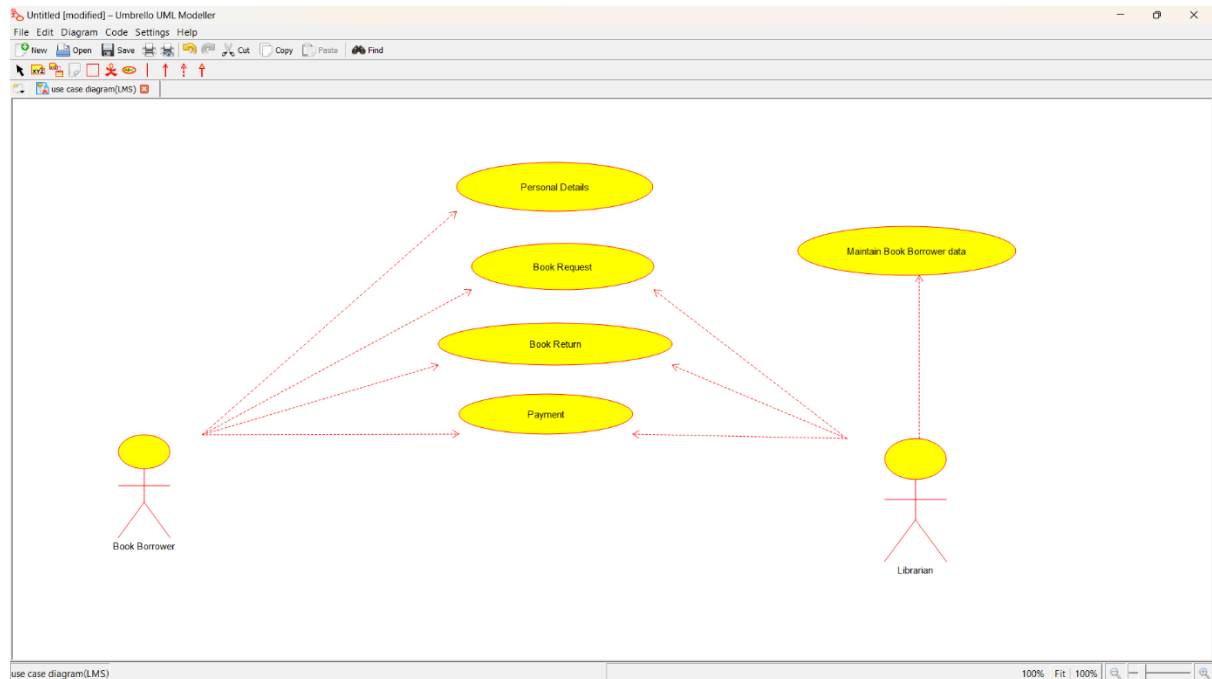 Untitled [modified] – Umbrello UML Modeller
File Edit Diagram Code Settings Help
New Open Save Cut Copy Paste Find
use case diagram(LMS)
Personal Details
Maintain Book Borrower data
Book Request
Book Return
Payment
Book Borrower
Librarian
use case diagram(LMS) 100% Fit 100%